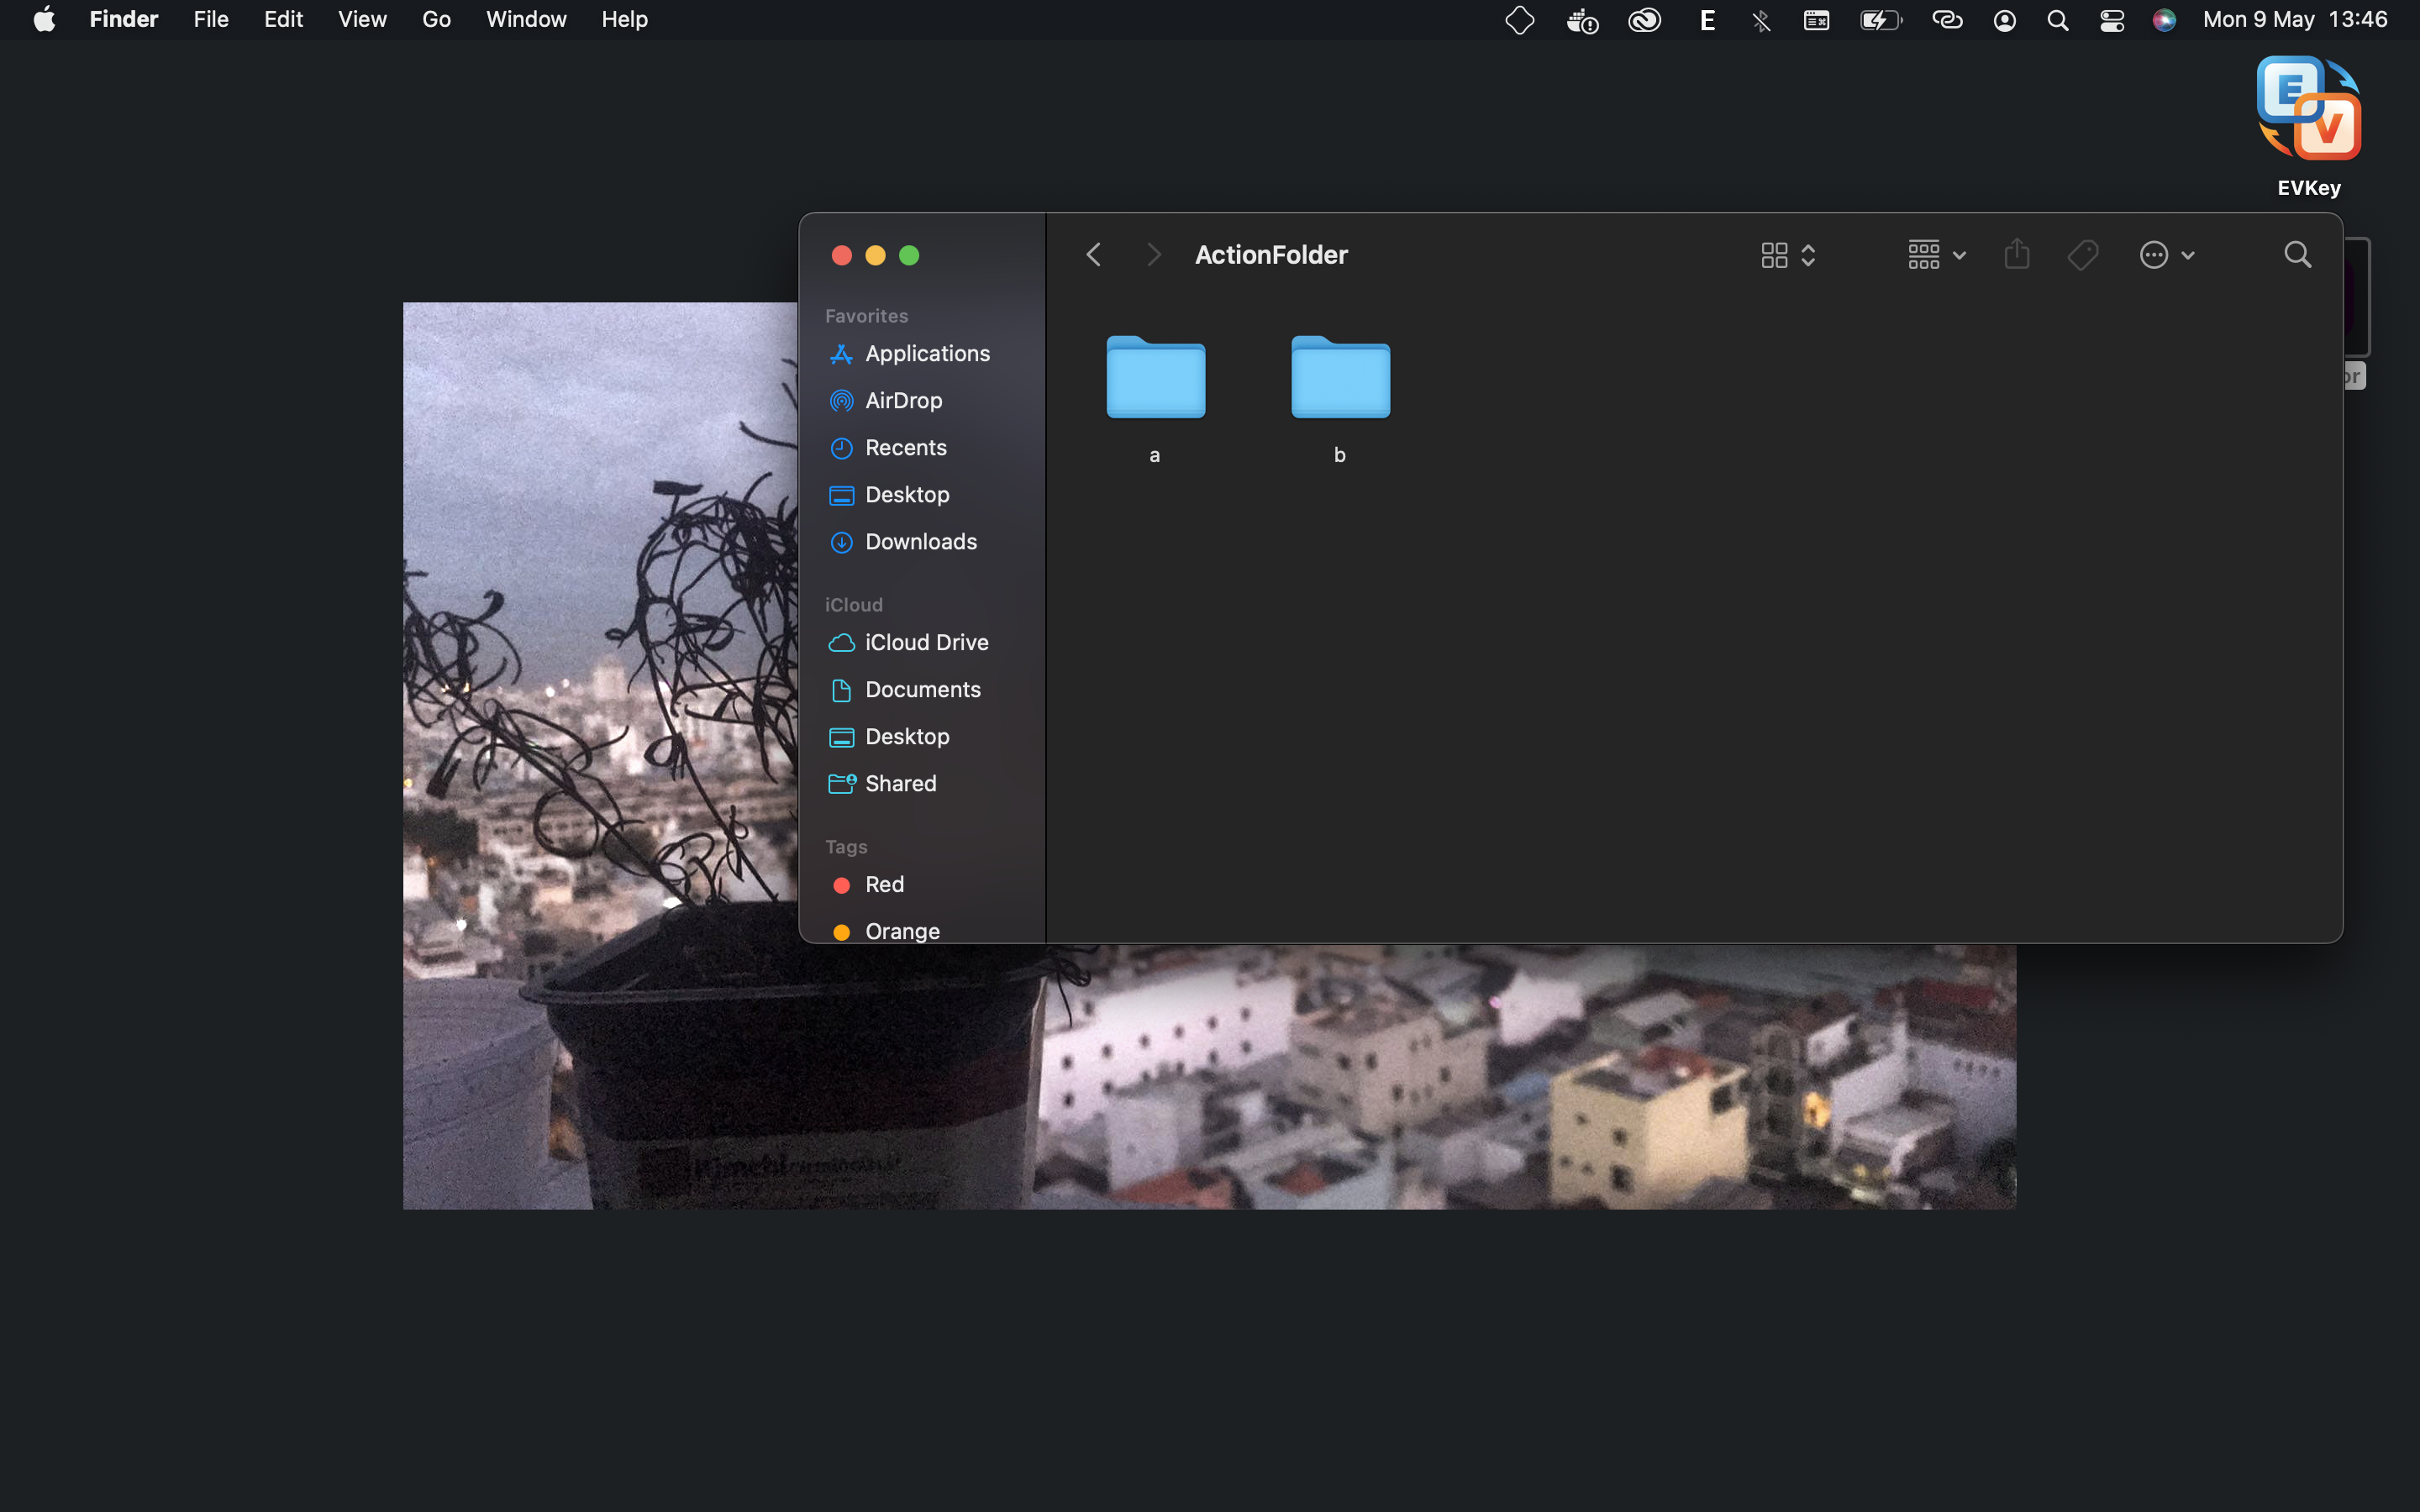 Finder File Edit View Go Window Help E Mon 9 May 13:46
E
V
EVKey
ActionFolder
or
Favorites
Applications
AirDrop
Recents
Desktop
Downloads
a b
iCloud
iCloud Drive
Documents
Desktop
Shared
Tags
Red
Orange